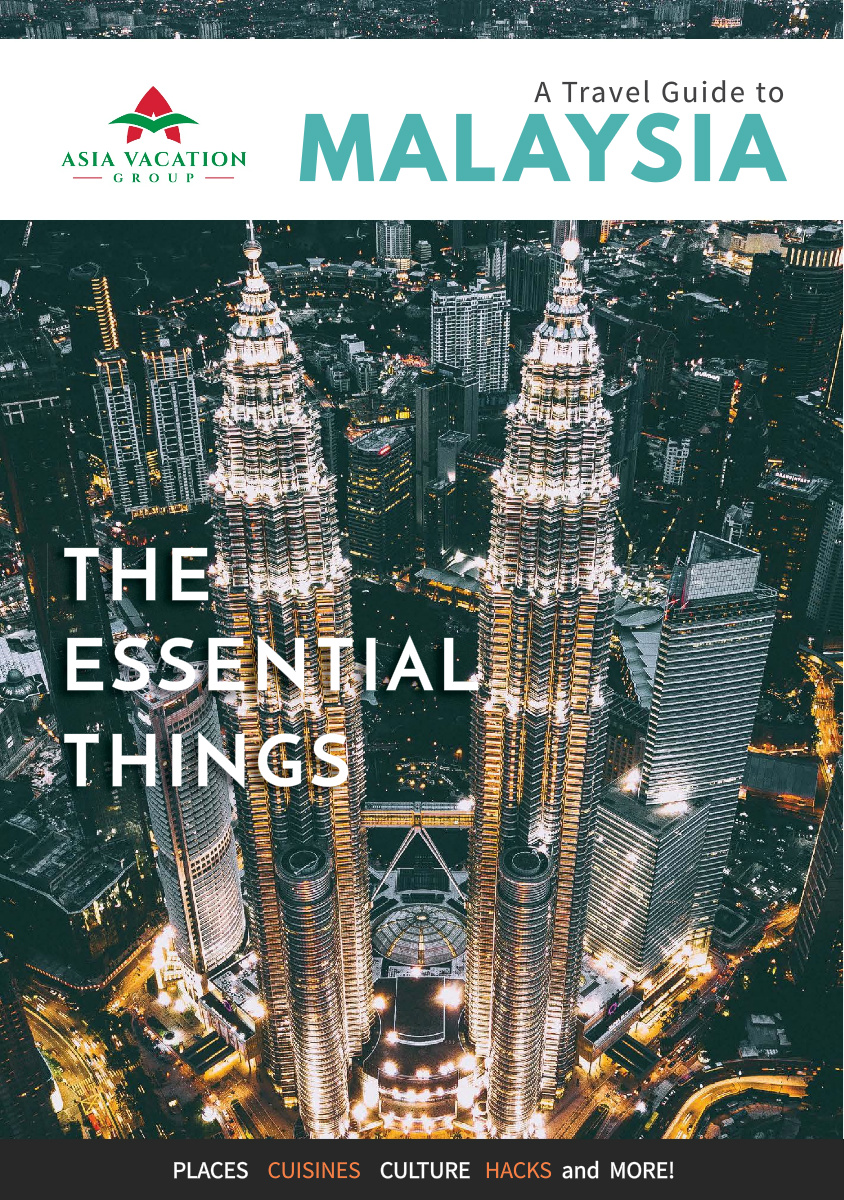 A Travel Guide to
MALAYSIA
ASIA VACATION
GROUP
THE
ESSENTIAL
THINGS
PLACES CUISINES CULTURE HACKS and MORE!